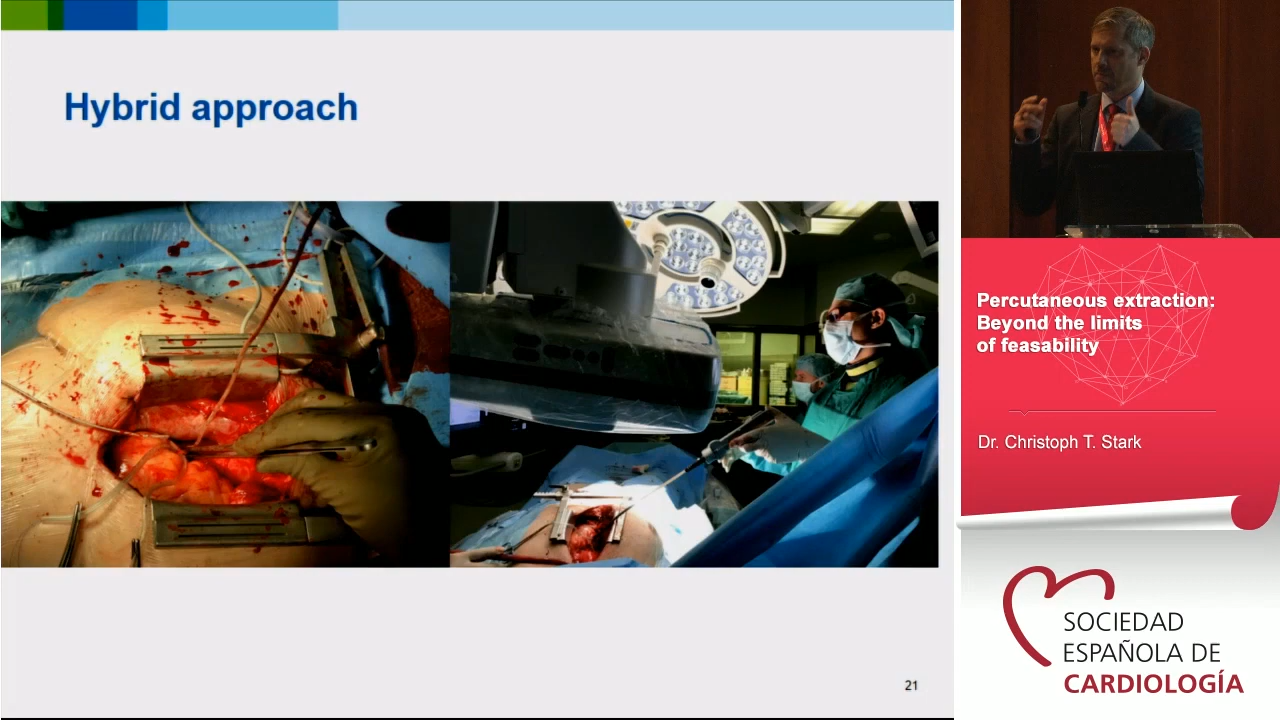 Hybrid approach
21
Percutaneous extraction:
Beyond the limits
of feasability
Dr. Christoph T. Stark
SOCIEDAD
ESPAÑOLA DE
CARDIOLOGÍA